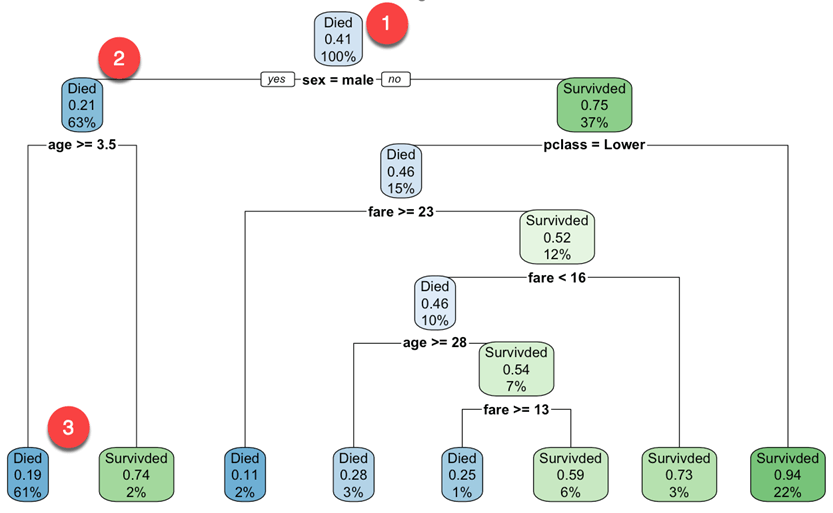 1
Died
0.41
100%
yes sex = male no
2
Died
0.21
63%
Survivded
0.75
37%
age >= 3.5
pclass = Lower
Died
0.46
15%
fare >= 23
Survivded
0.52
12%
fare < 16
Died
0.46
10%
age >= 28
Survivded
0.54
7%
fare >= 13
3
Died
0.19
61%
Survivded
0.74
2%
Died
0.11
2%
Died
0.28
3%
Died
0.25
1%
Survivded
0.59
6%
Survivded
0.73
3%
Survivded
0.94
22%